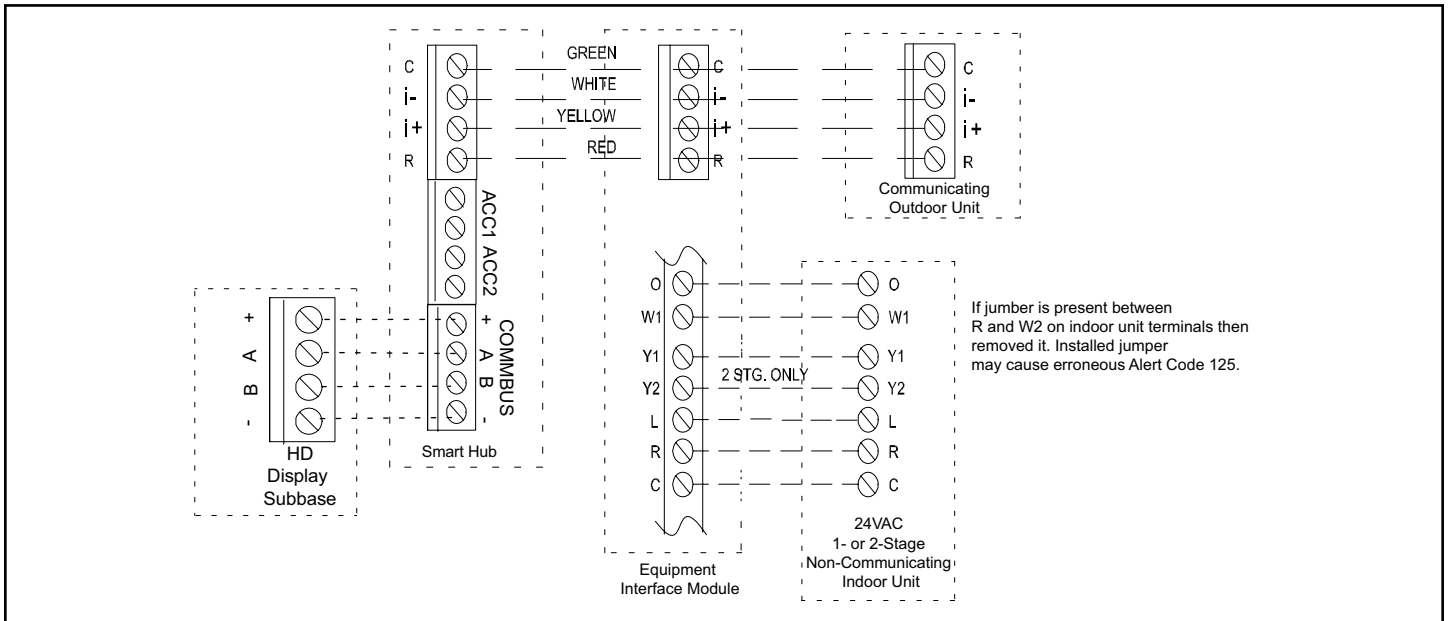 C GREEN C C
i- WHITE i- i-
i+ YELLOW i+ i+
R RED R R
Communicating
Outdoor Unit
ACC1 ACC2
+ A B -
COMMBUS
Smart Hub
+
A
B
-
HD
Display
Subbase
O O
W1 W1
Y1 Y1
2 STG. ONLY
Y2 Y2
L L
R R
C C
Equipment
Interface Module
24VAC
1- or 2-Stage
Non-Communicating
Indoor Unit
If jumber is present between
R and W2 on indoor unit terminals then
removed it. Installed jumper
may cause erroneous Alert Code 125.